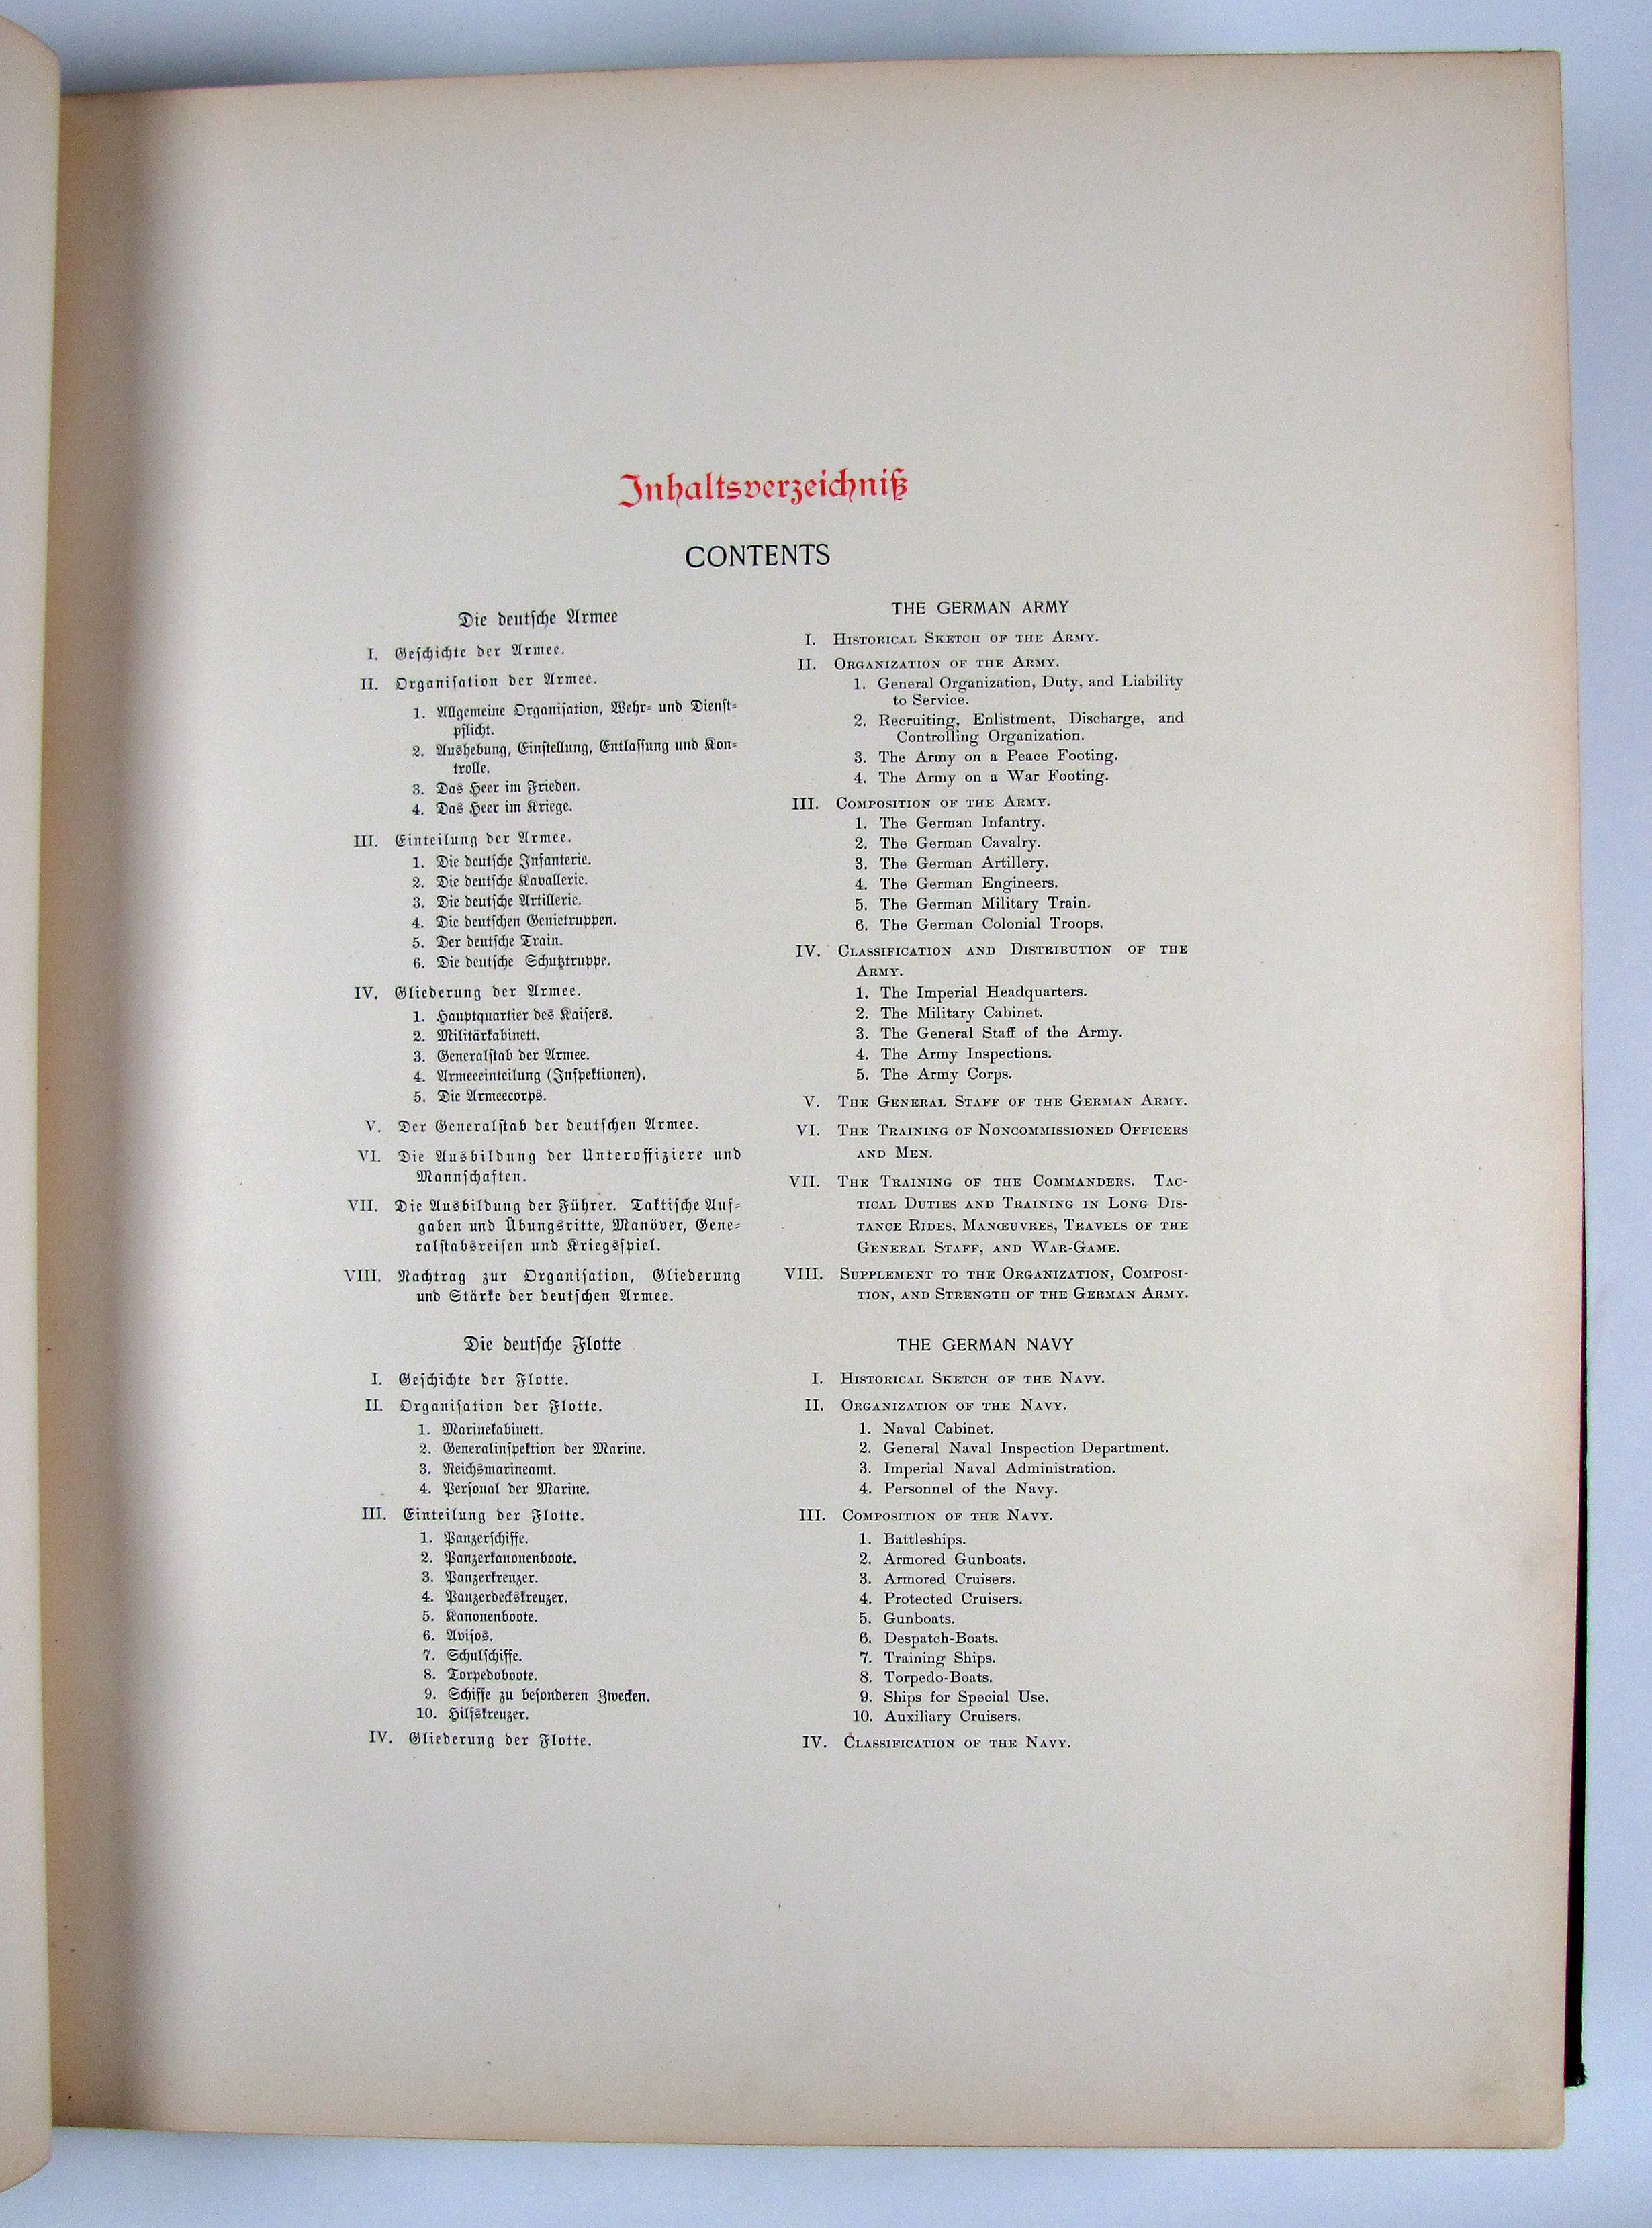 Inhaltsverzeichniß
CONTENTS
Die deutſche Armee
I. Geſchichte der Armee.
II. Organiſation der Armee.
1. Allgemeine Organiſation, Wehr- und Dienſt-
pflicht.
2. Aushebung, Einſtellung, Entlaſſung und Kon-
trolle.
3. Das Heer im Frieden.
4. Das Heer im Kriege.
III. Einteilung der Armee.
1. Die deutſche Infanterie.
2. Die deutſche Kavallerie.
3. Die deutſche Artillerie.
4. Die deutſchen Genietruppen.
5. Der deutſche Train.
6. Die deutſche Schutztruppe.
IV. Gliederung der Armee.
1. Hauptquartier des Kaiſers.
2. Militärkabinett.
3. Generalſtab der Armee.
4. Armeeeinteilung (Inſpektionen).
5. Die Armeecorps.
V. Der Generalſtab der deutſchen Armee.
VI. Die Ausbildung der Unteroffiziere und
Mannſchaften.
VII. Die Ausbildung der Führer. Taktiſche Auf-
gaben und Übungsritte, Manöver, Gene-
ralſtabsreiſen und Kriegsſpiel.
VIII. Nachtrag zur Organiſation, Gliederung
und Stärke der deutſchen Armee.
Die deutſche Flotte
I. Geſchichte der Flotte.
II. Organiſation der Flotte.
1. Marinekabinett.
2. Generalinſpektion der Marine.
3. Reichsmarineamt.
4. Perſonal der Marine.
III. Einteilung der Flotte.
1. Panzerſchiffe.
2. Panzerkanonenboote.
3. Panzerkreuzer.
4. Panzerdeckskreuzer.
5. Kanonenboote.
6. Aviſos.
7. Schulſchiffe.
8. Torpedoboote.
9. Schiffe zu beſonderen Zwecken.
10. Hilfskreuzer.
IV. Gliederung der Flotte.
THE GERMAN ARMY
I. HISTORICAL SKETCH OF THE ARMY.
II. ORGANIZATION OF THE ARMY.
1. General Organization, Duty, and Liability
to Service.
2. Recruiting, Enlistment, Discharge, and
Controlling Organization.
3. The Army on a Peace Footing.
4. The Army on a War Footing.
III. COMPOSITION OF THE ARMY.
1. The German Infantry.
2. The German Cavalry.
3. The German Artillery.
4. The German Engineers.
5. The German Military Train.
6. The German Colonial Troops.
IV. CLASSIFICATION AND DISTRIBUTION OF THE
ARMY.
1. The Imperial Headquarters.
2. The Military Cabinet.
3. The General Staff of the Army.
4. The Army Inspections.
5. The Army Corps.
V. THE GENERAL STAFF OF THE GERMAN ARMY.
VI. THE TRAINING OF NONCOMMISSIONED OFFICERS
AND MEN.
VII. THE TRAINING OF THE COMMANDERS. TAC-
TICAL DUTIES AND TRAINING IN LONG DIS-
TANCE RIDES, MANŒUVRES, TRAVELS OF THE
GENERAL STAFF, AND WAR-GAME.
VIII. SUPPLEMENT TO THE ORGANIZATION, COMPOSI-
TION, AND STRENGTH OF THE GERMAN ARMY.
THE GERMAN NAVY
I. HISTORICAL SKETCH OF THE NAVY.
II. ORGANIZATION OF THE NAVY.
1. Naval Cabinet.
2. General Naval Inspection Department.
3. Imperial Naval Administration.
4. Personnel of the Navy.
III. COMPOSITION OF THE NAVY.
1. Battleships.
2. Armored Gunboats.
3. Armored Cruisers.
4. Protected Cruisers.
5. Gunboats.
6. Despatch-Boats.
7. Training Ships.
8. Torpedo-Boats.
9. Ships for Special Use.
10. Auxiliary Cruisers.
IV. CLASSIFICATION OF THE NAVY.